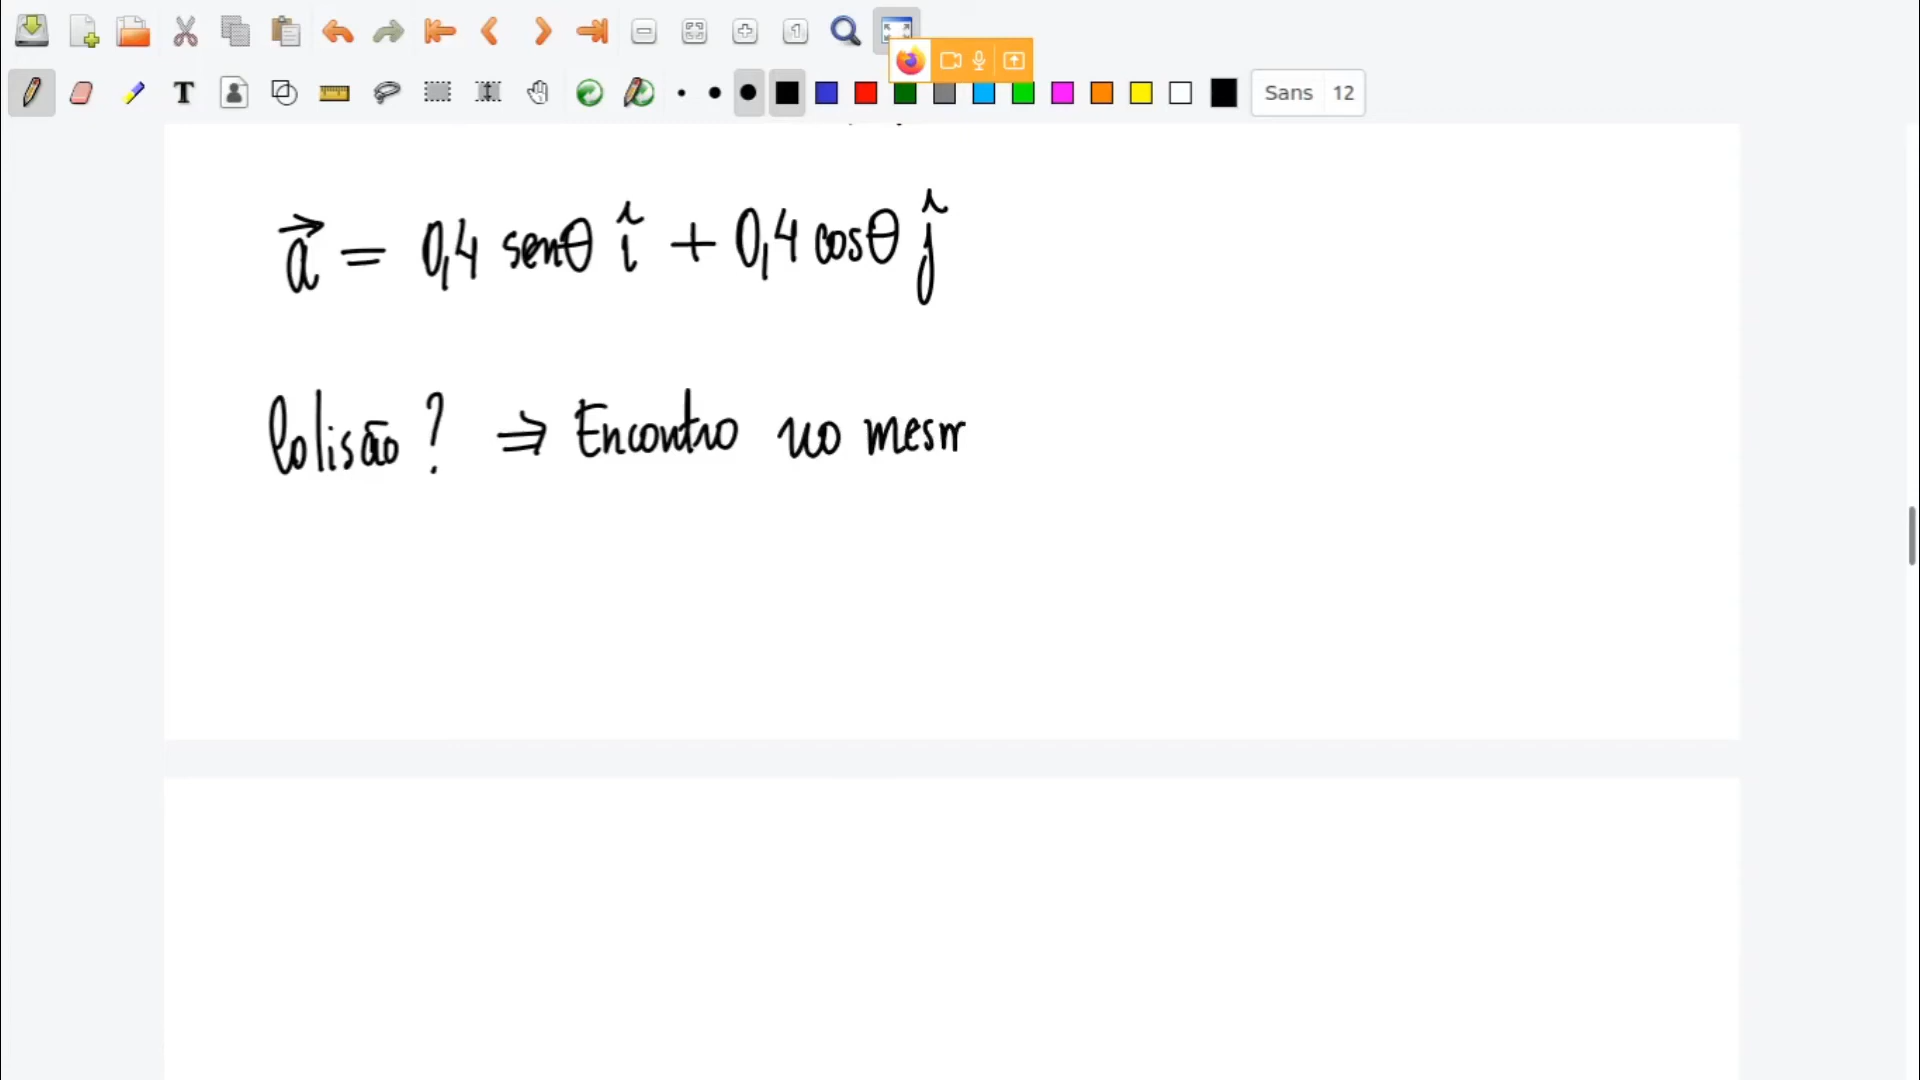 Sans 12
a⃗ = 0,4 senθ î + 0,4 cosθ ĵ
Colisão? ⇒ Encontro no mesm